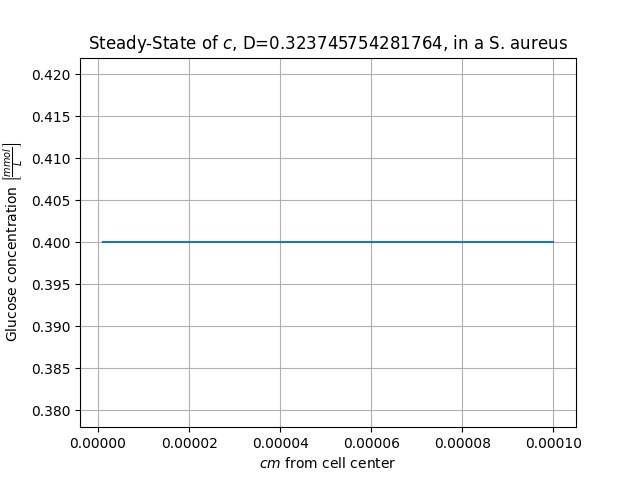 Steady-State of c, D=0.323745754281764, in a S. aureus
Glucose concentration [mmol/L]
0.420
0.415
0.410
0.405
0.400
0.395
0.390
0.385
0.380
0.00000 0.00002 0.00004 0.00006 0.00008 0.00010
cm from cell center